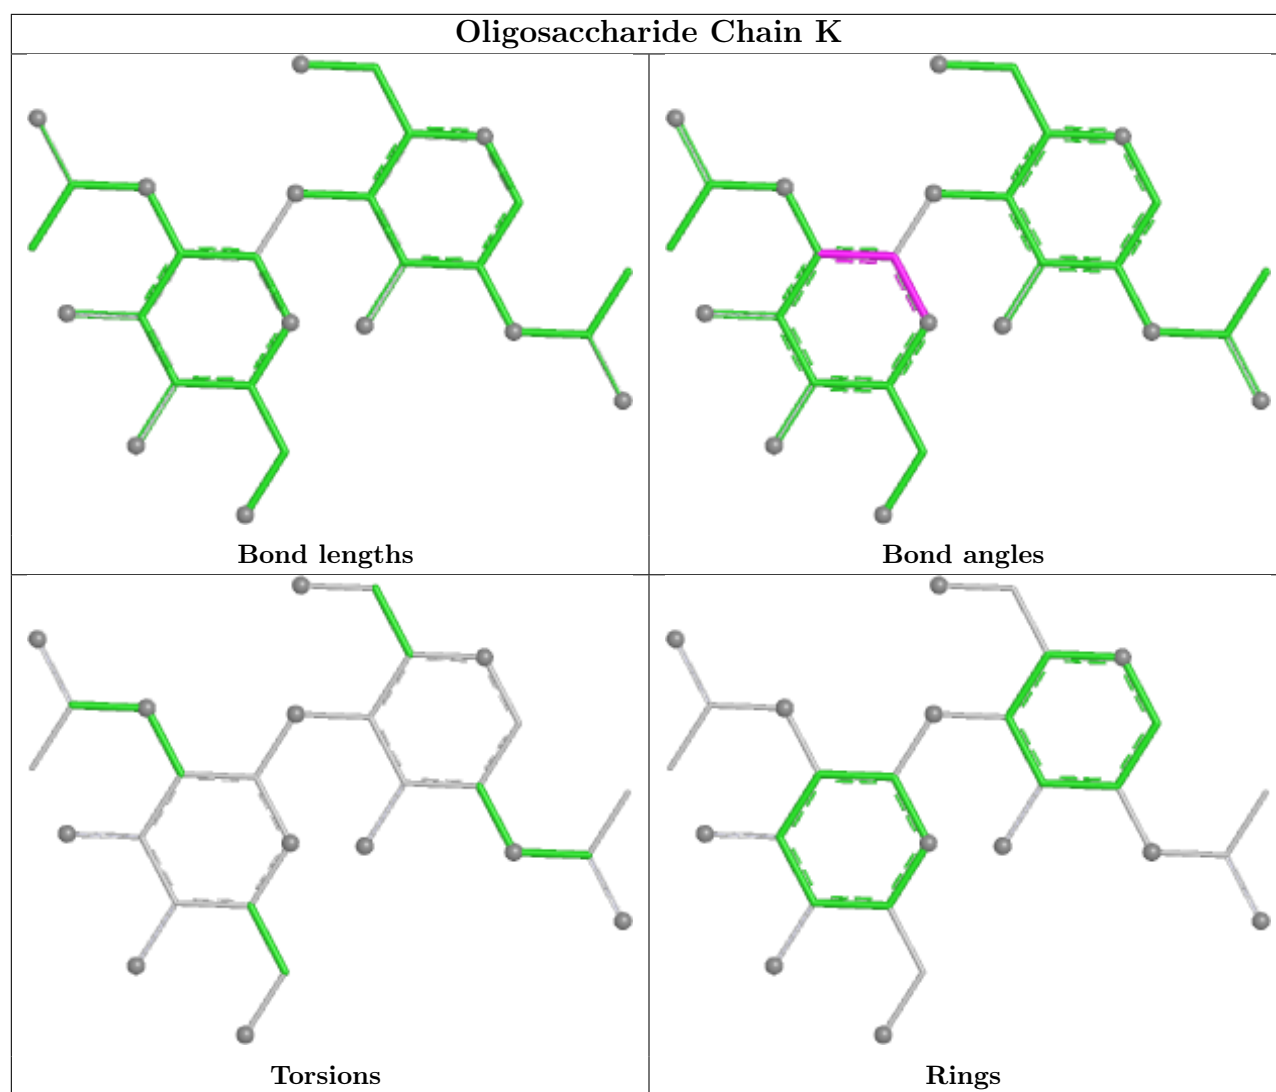 Oligosaccharide Chain K
Bond lengths
Bond angles
Torsions
Rings